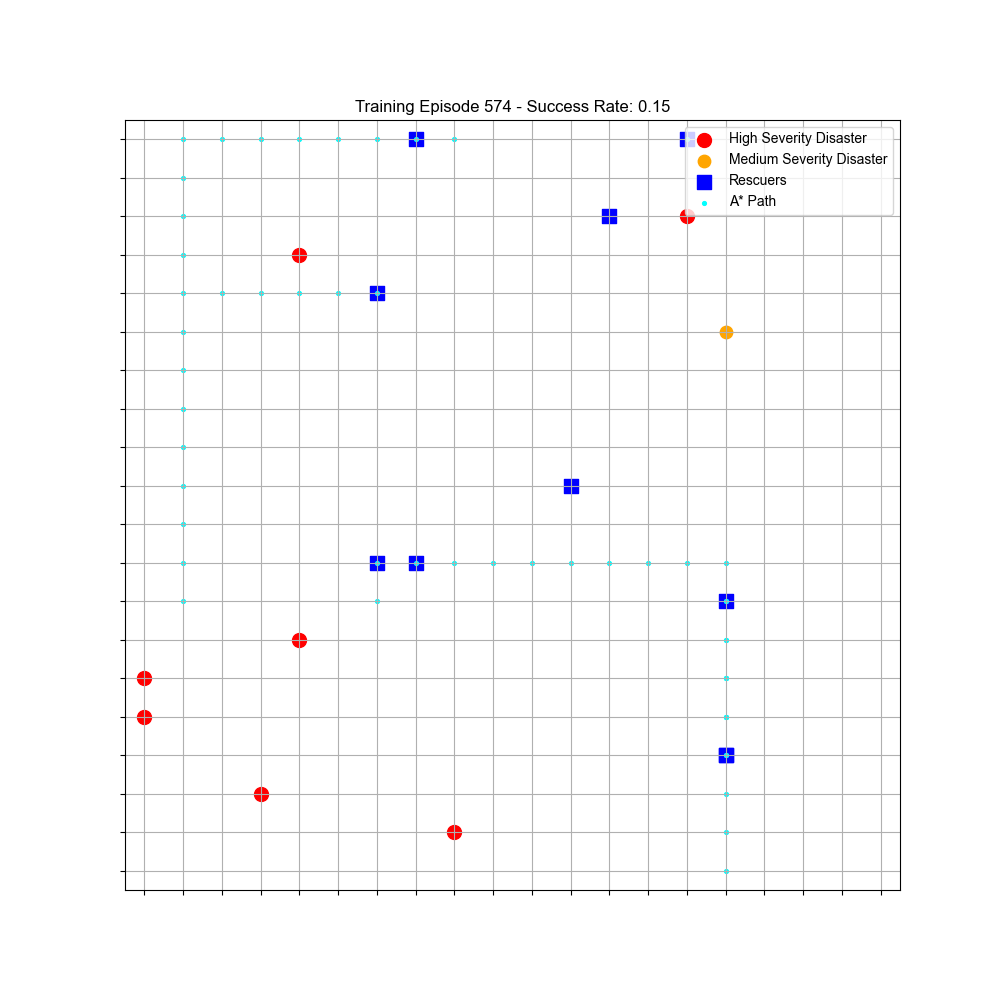 Training Episode 574 - Success Rate: 0.15
High Severity Disaster
Medium Severity Disaster
Rescuers
A* Path